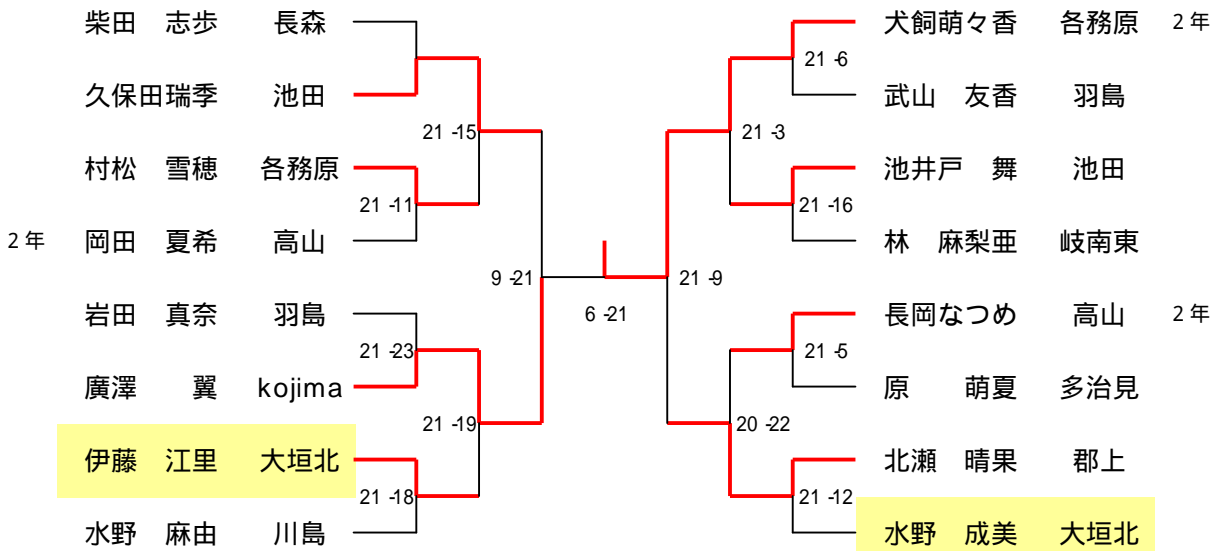 柴田 志歩 長森
久保田瑞季 池田
21 -15
村松 雪穂 各務原
21 -11
2年 岡田 夏希 高山
9 -21
岩田 真奈 羽島
21 -23
廣澤 翼 kojima
21 -19
伊藤 江里 大垣北
21 -18
水野 麻由 川島
6 -21
犬飼萌々香 各務原 2年
21 -6
武山 友香 羽島
21 -3
池井戸 舞 池田
21 -16
林 麻梨亜 岐南東
21 -9
長岡なつめ 高山 2年
21 -5
原 萌夏 多治見
20 -22
北瀬 晴果 郡上
21 -12
水野 成美 大垣北